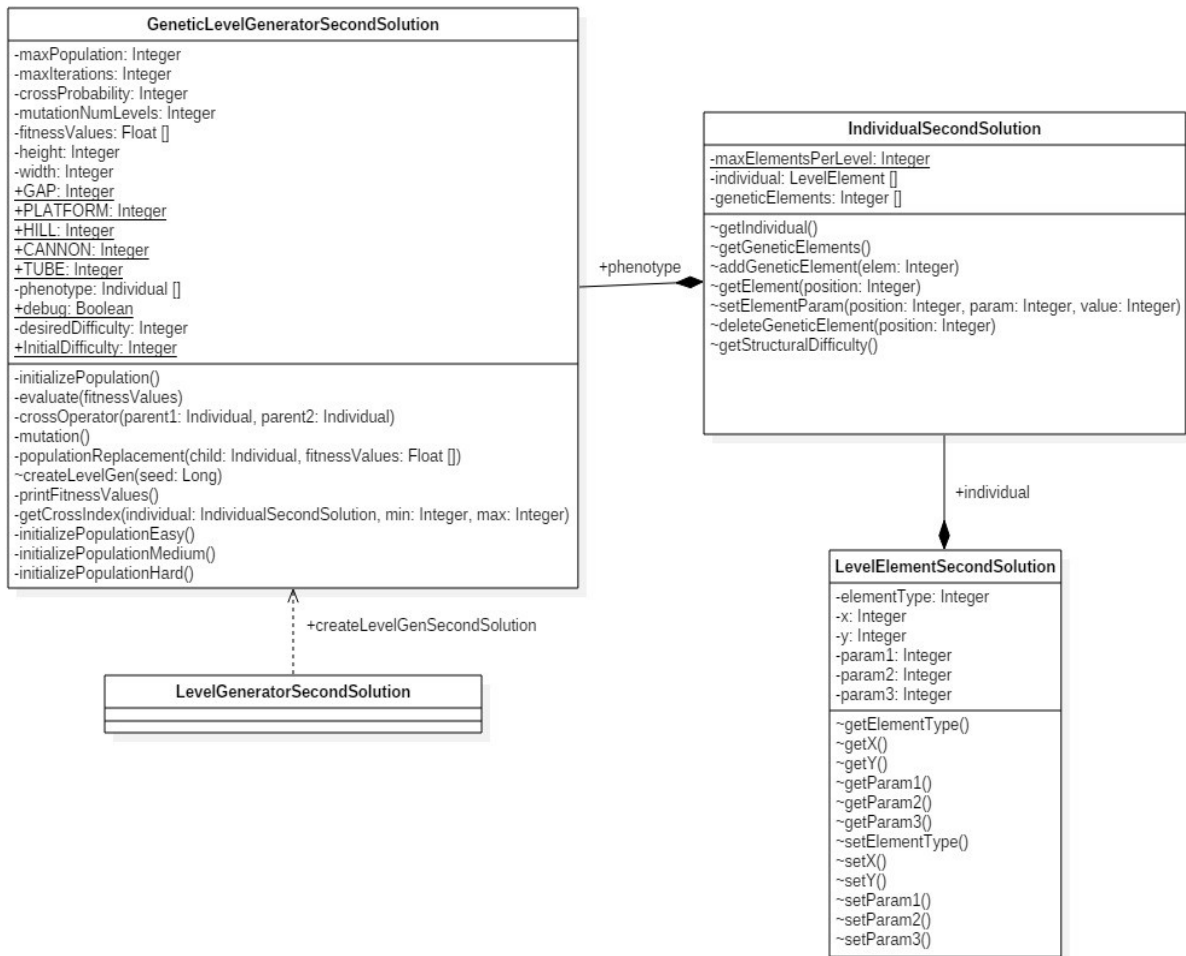 GeneticLevelGeneratorSecondSolution
-maxPopulation: Integer
-maxIterations: Integer
-crossProbability: Integer
-mutationNumLevels: Integer
-fitnessValues: Float []
-height: Integer
-width: Integer
+GAP: Integer
+PLATFORM: Integer
+HILL: Integer
+CANNON: Integer
+TUBE: Integer
-phenotype: Individual []
+debug: Boolean
-desiredDifficulty: Integer
+InitialDifficulty: Integer
-initializePopulation()
-evaluate(fitnessValues)
-crossOperator(parent1: Individual, parent2: Individual)
-mutation()
-populationReplacement(child: Individual, fitnessValues: Float [])
~createLevelGen(seed: Long)
-printFitnessValues()
-getCrossIndex(individual: IndividualSecondSolution, min: Integer, max: Integer)
-initializePopulationEasy()
-initializePopulationMedium()
-initializePopulationHard()
+phenotype
IndividualSecondSolution
-maxElementsPerLevel: Integer
-individual: LevelElement []
-geneticElements: Integer []
~getIndividual()
~getGeneticElements()
~addGeneticElement(elem: Integer)
~getElement(position: Integer)
~setElementParam(position: Integer, param: Integer, value: Integer)
~deleteGeneticElement(position: Integer)
~getStructuralDifficulty()
+individual
+createLevelGenSecondSolution
LevelGeneratorSecondSolution
LevelElementSecondSolution
-elementType: Integer
-x: Integer
-y: Integer
-param1: Integer
-param2: Integer
-param3: Integer
~getElementType()
~getX()
~getY()
~getParam1()
~getParam2()
~getParam3()
~setElementType()
~setX()
~setY()
~setParam1()
~setParam2()
~setParam3()